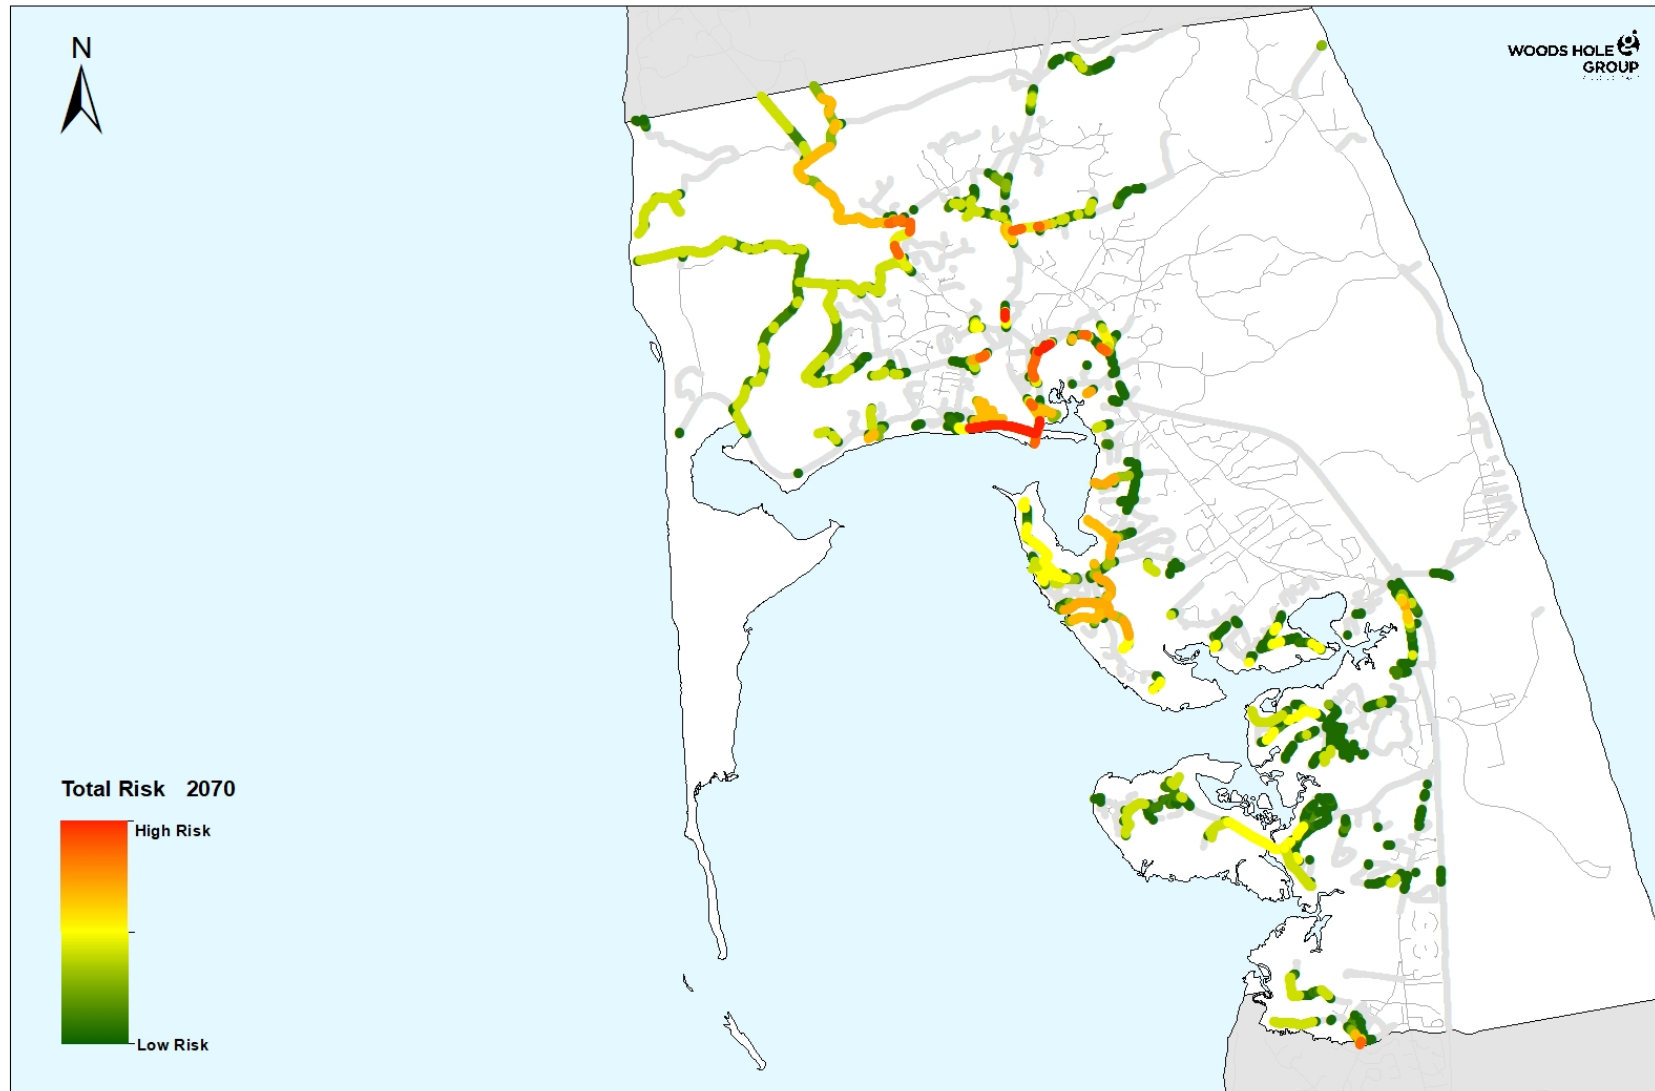 N
WOODS HOLE
GROUP
Total Risk 2070
High Risk
Low Risk